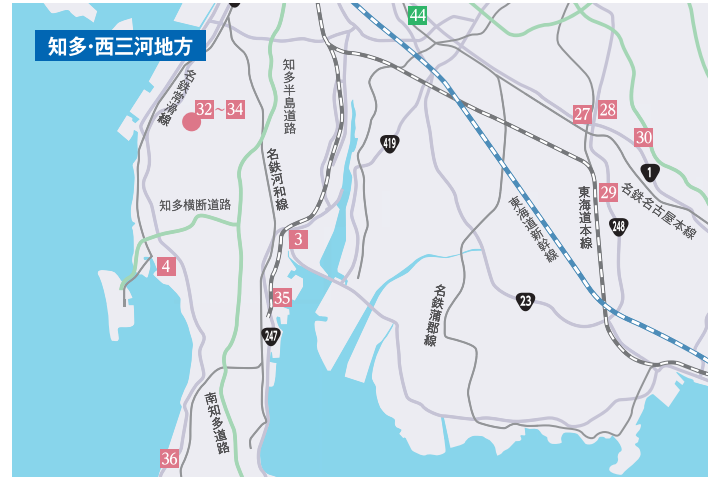 44
知多・西三河地方
知多半島道路
名鉄常滑線
32～34
27
28
30
419
1
名鉄河和線
東海道新幹線
東海道本線
29
名鉄名古屋本線
知多横断道路
248
3
4
35
名鉄蒲郡線
23
247
南知多道路
36